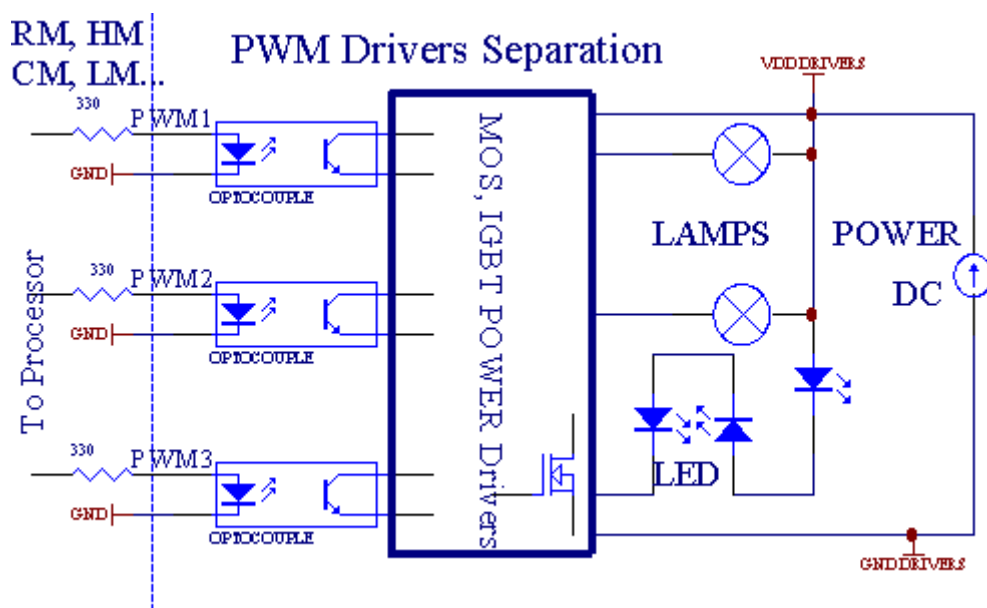 RM, HM
CM, LM...
PWM Drivers Separation
VDDDRIVERS
330
PWM1
GND
OPTOCOUPLE
330
PWM2
GND
OPTOCOUPLE
330
PWM3
GND
OPTOCOUPLE
To Processor
MOS, IGBT POWER Drivers
LAMPS
POWER
DC
LED
GNDDRIVERS